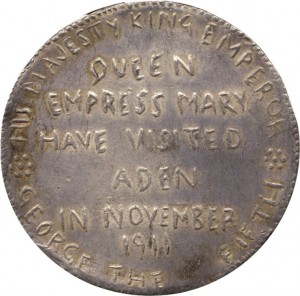 HIS MAJESTY KING EMPEROR
GEORGE THE FIFTH
QUEEN
EMPRESS MARY
HAVE VISITED
ADEN
IN NOVEMBER
1911